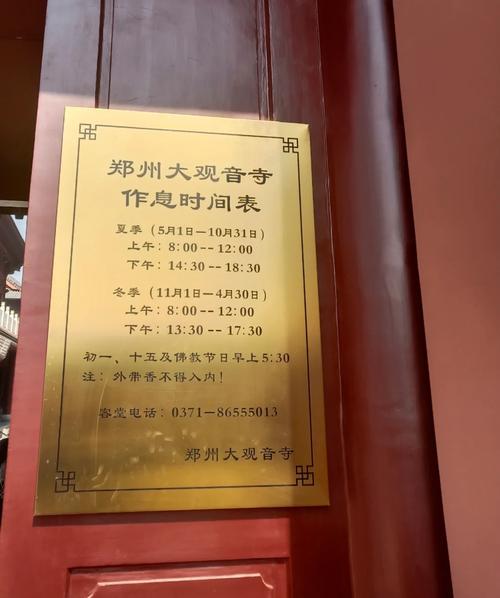 郑州大观音寺
作息时间表
夏季（5月1日—10月31日）
上午：8:00--12:00
下午：14:30--18:30
冬季（11月1日—4月30日）
上午：8:00--12:00
下午：13:30--17:30
初一、十五及佛教节日早上5:30
注：外带香不得入内！
客堂电话：0371—86555013
郑州大观音寺